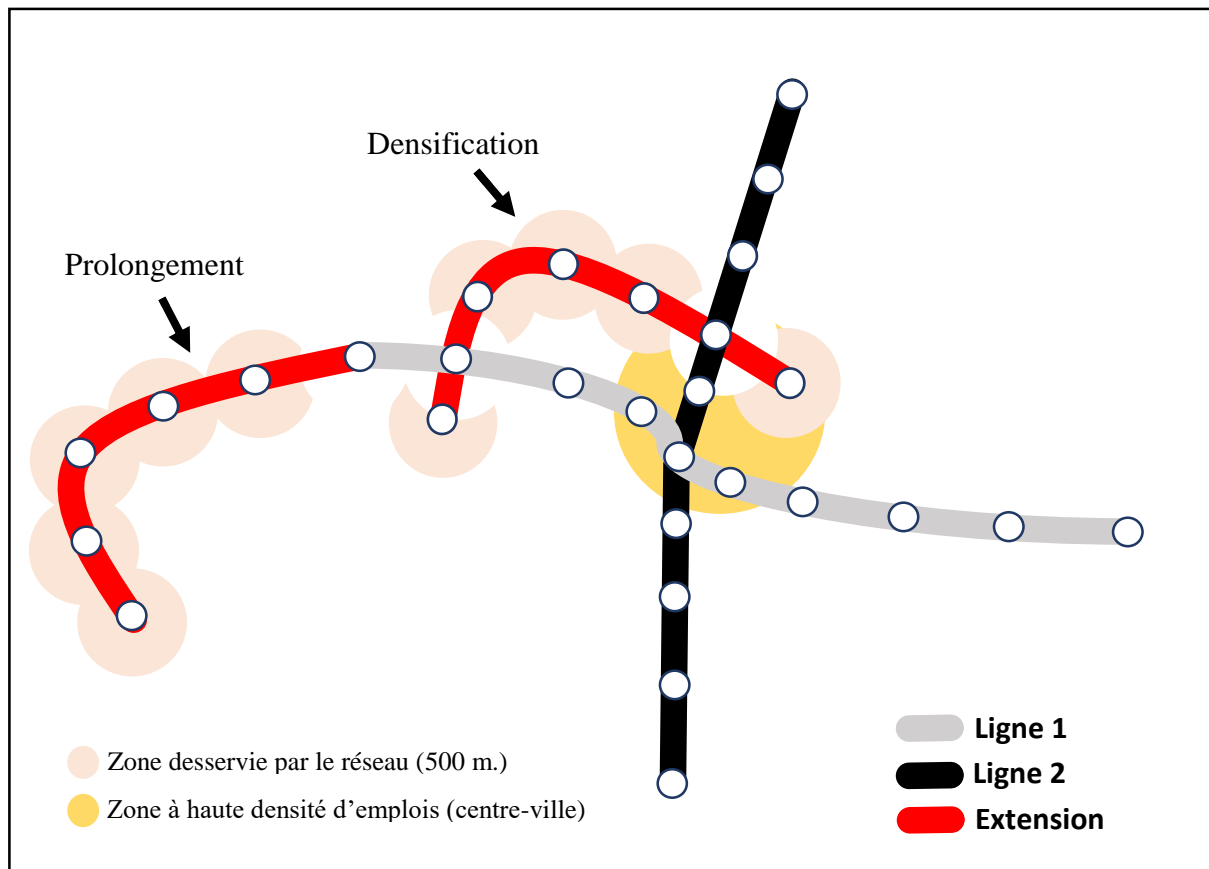 Densification
Prolongement
Zone desservie par le réseau (500 m.)
Zone à haute densité d’emplois (centre-ville)
Ligne 1
Ligne 2
Extension